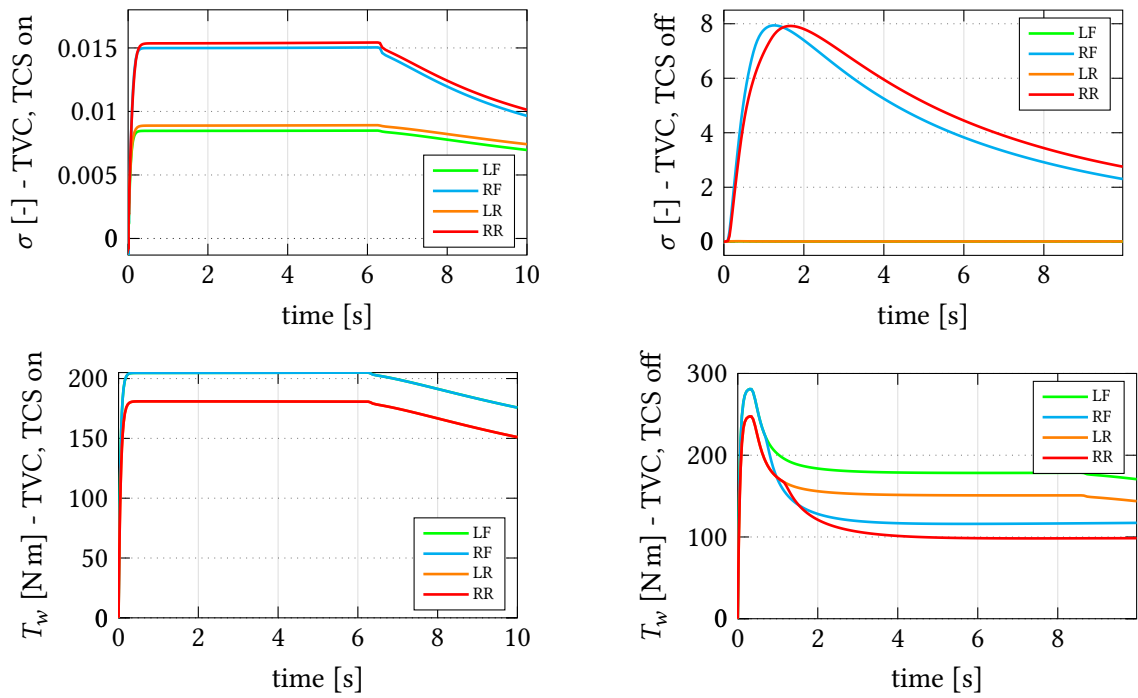 σ [-] - TVC, TCS on
0.015
0.01
0.005
0
LF
RF
LR
RR
0 2 4 6 8 10
time [s]
σ [-] - TVC, TCS off
8
6
4
2
0
LF
RF
LR
RR
0 2 4 6 8
time [s]
T_w [N m] - TVC, TCS on
200
150
100
50
0
LF
RF
LR
RR
0 2 4 6 8 10
time [s]
T_w [N m] - TVC, TCS off
300
200
100
0
LF
RF
LR
RR
0 2 4 6 8
time [s]